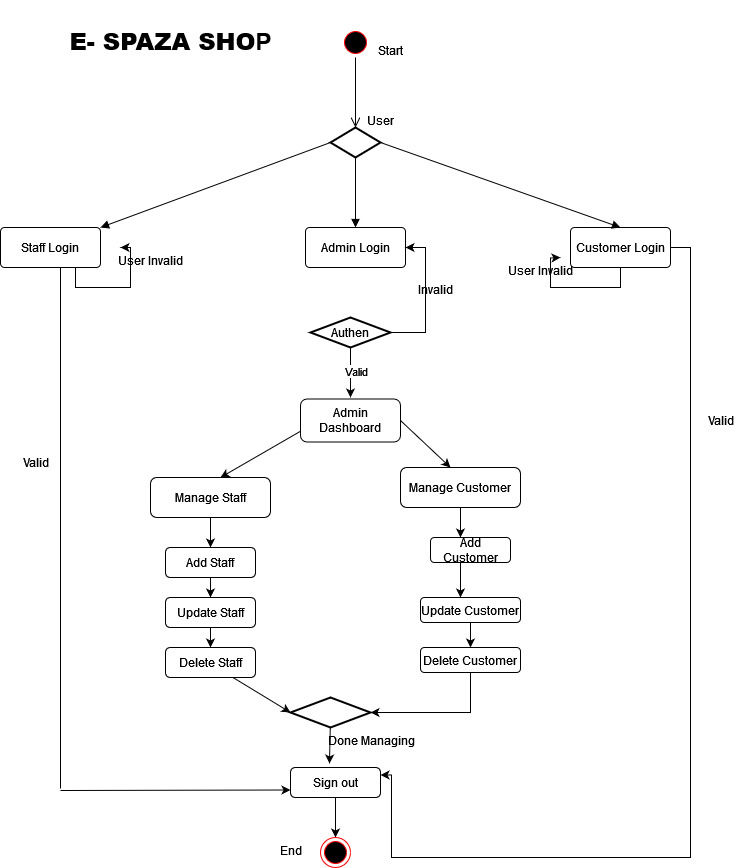 E- SPAZA SHOP
Start
User
Staff Login
Admin Login
Customer Login
User Invalid
User Invalid
Invalid
Authen
Valid
Admin
Dashboard
Valid
Valid
Manage Staff
Manage Customer
Add Staff
Add
Customer
Update Staff
Update Customer
Delete Staff
Delete Customer
Done Managing
Sign out
End